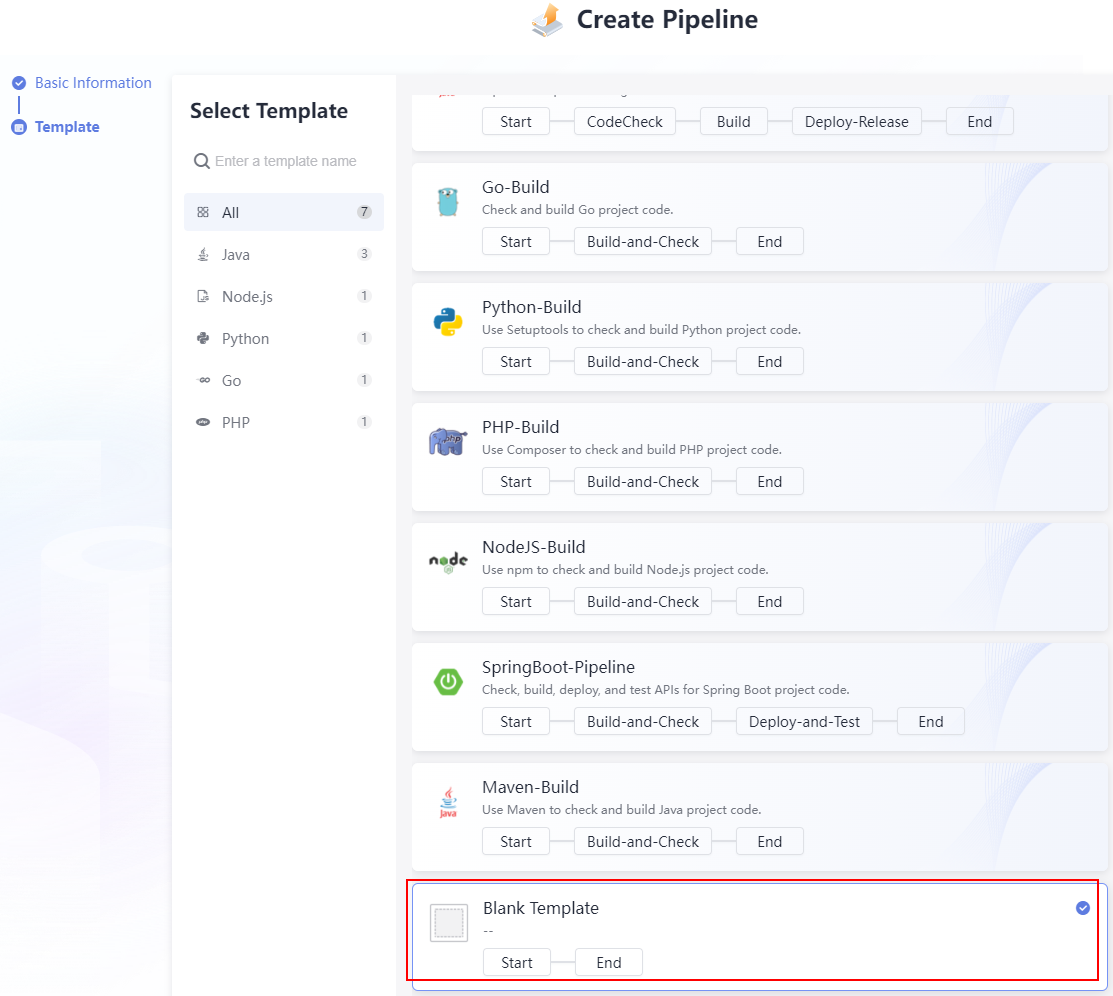 Create Pipeline
Basic Information
Template
Select Template
Enter a template name
All 7
Java 3
Node.js 1
Python 1
Go 1
PHP 1
Start CodeCheck Build Deploy-Release End
Go-Build
Check and build Go project code.
Start Build-and-Check End
Python-Build
Use Setuptools to check and build Python project code.
Start Build-and-Check End
php
PHP-Build
Use Composer to check and build PHP project code.
Start Build-and-Check End
node
NodeJS-Build
Use npm to check and build Node.js project code.
Start Build-and-Check End
SpringBoot-Pipeline
Check, build, deploy, and test APIs for Spring Boot project code.
Start Build-and-Check Deploy-and-Test End
Java
Maven-Build
Use Maven to check and build Java project code.
Start Build-and-Check End
Blank Template
--
Start End